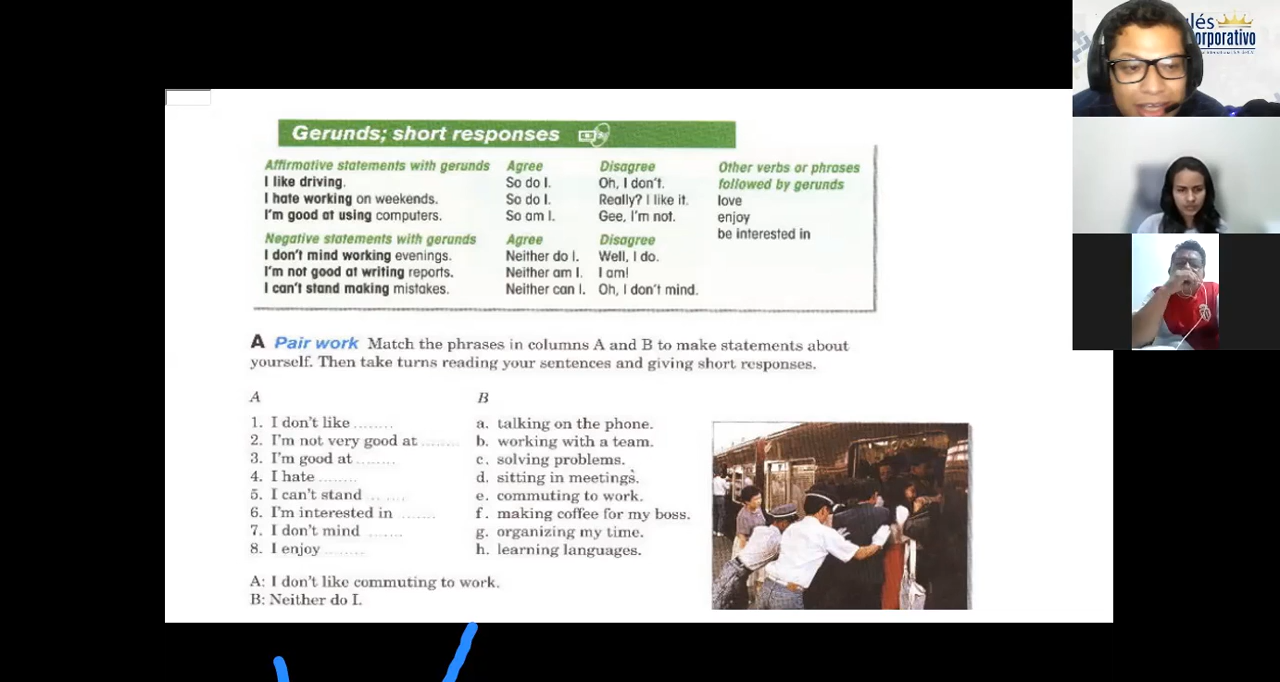 lés
orporativo
Gerunds; short responses
Affirmative statements with gerunds Agree Disagree Other verbs or phrases
I like driving. So do I. Oh, I don't. followed by gerunds
I hate working on weekends. So do I. Really? I like it. love
I'm good at using computers. So am I. Gee, I'm not. enjoy
Negative statements with gerunds Agree Disagree be interested in
I don't mind working evenings. Neither do I. Well, I do.
I'm not good at writing reports. Neither am I. I am!
I can't stand making mistakes. Neither can I. Oh, I don't mind.
A Pair work Match the phrases in columns A and B to make statements about
yourself. Then take turns reading your sentences and giving short responses.
A B
1. I don't like ........ a. talking on the phone.
2. I'm not very good at ........ b. working with a team.
3. I'm good at ........ c. solving problems.
4. I hate ........ d. sitting in meetings.
5. I can't stand ........ e. commuting to work.
6. I'm interested in ........ f. making coffee for my boss.
7. I don't mind ........ g. organizing my time.
8. I enjoy ........ h. learning languages.
A: I don't like commuting to work.
B: Neither do I.